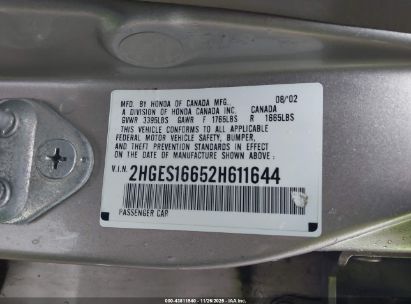 MFD. BY HONDA OF CANADA MFG. 08/02
A DIVISION OF HONDA CANADA INC. CANADA
GVWR 3395LBS GAWR F 1765LBS R 1665LBS
THIS VEHICLE CONFORMS TO ALL APPLICABLE
FEDERAL MOTOR VEHICLE SAFETY, BUMPER,
AND THEFT PREVENTION STANDARDS IN EFFECT
ON THE DATE OF MANUFACTURE SHOWN ABOVE.
V.I.N. 2HGES16652H611644
PASSENGER CAR